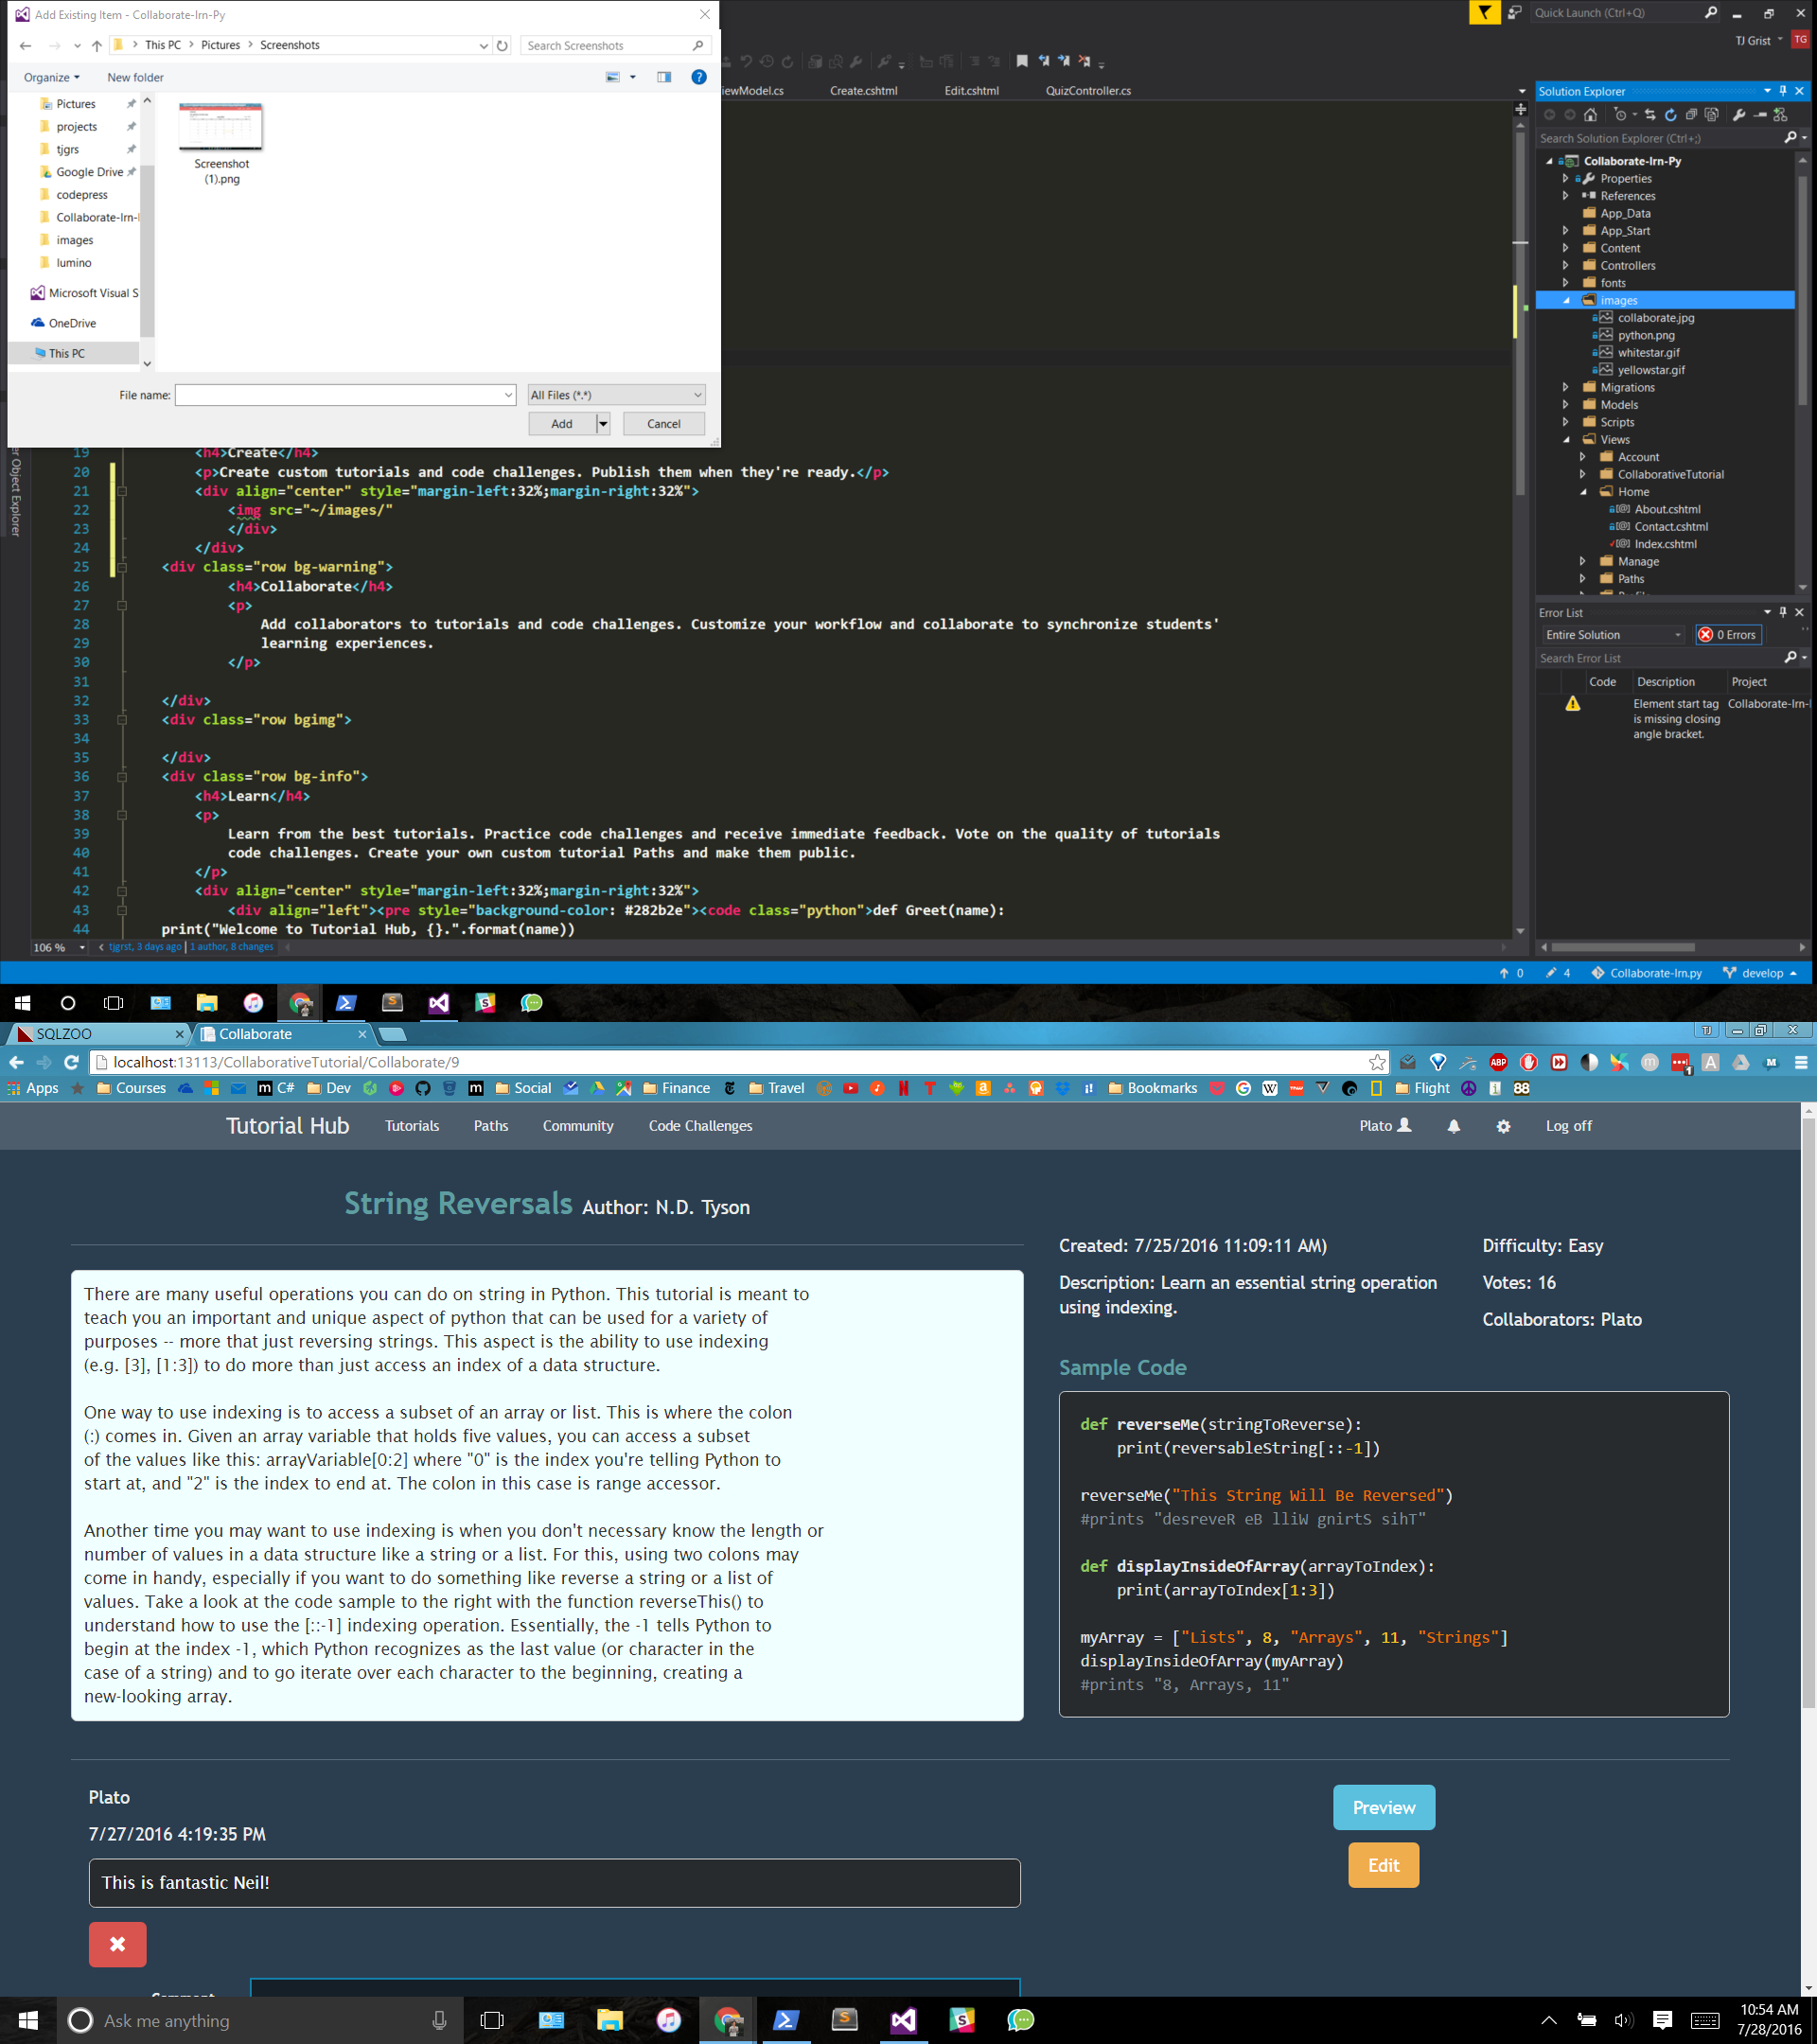 Add Existing Item - Collaborate-lrn-Py
This PC > Pictures > Screenshots
Search Screenshots
Organize
New folder
Pictures
projects
tjgrs
Google Drive
codepress
Collaborate-lrn-
images
lumino
Microsoft Visual S
OneDrive
This PC
Screenshot
(1).png
File name:
All Files (*.*)
Add
Cancel
Quick Launch (Ctrl+Q)
TJ Grist
TG
iewModel.cs
Create.cshtml
Edit.cshtml
QuizController.cs
er Object Explorer
19 <h4>Create</h4>
20 <p>Create custom tutorials and code challenges. Publish them when they're ready.</p>
21 <div align="center" style="margin-left:32%;margin-right:32%">
22 <img src="~/images/"
23 </div>
24 </div>
25 <div class="row bg-warning">
26 <h4>Collaborate</h4>
27 <p>
28 Add collaborators to tutorials and code challenges. Customize your workflow and collaborate to synchronize students'
29 learning experiences.
30 </p>
31
32 </div>
33 <div class="row bgimg">
34
35 </div>
36 <div class="row bg-info">
37 <h4>Learn</h4>
38 <p>
39 Learn from the best tutorials. Practice code challenges and receive immediate feedback. Vote on the quality of tutorials
40 code challenges. Create your own custom tutorial Paths and make them public.
41 </p>
42 <div align="center" style="margin-left:32%;margin-right:32%">
43 <div align="left"><pre style="background-color: #282b2e"><code class="python">def Greet(name):
44 print("Welcome to Tutorial Hub, {}.".format(name))
106 %
tjgrst, 3 days ago | 1 author, 8 changes
Solution Explorer
Search Solution Explorer (Ctrl+;)
Collaborate-lrn-Py
Properties
References
App_Data
App_Start
Content
Controllers
fonts
images
collaborate.jpg
python.png
whitestar.gif
yellowstar.gif
Migrations
Models
Scripts
Views
Account
CollaborativeTutorial
Home
About.cshtml
Contact.cshtml
Index.cshtml
Manage
Paths
Error List
Entire Solution
0 Errors
Search Error List
Code Description Project
Element start tag
is missing closing
angle bracket.
Collaborate-lrn-
0
4
Collaborate-lrn.py
develop
SQLZOO
Collaborate
TJ
localhost:13113/CollaborativeTutorial/Collaborate/9
ABP
Apps
Courses
C#
Dev
Social
Finance
Travel
Bookmarks
Flight
Tutorial Hub
Tutorials
Paths
Community
Code Challenges
Plato
Log off
String Reversals Author: N.D. Tyson
There are many useful operations you can do on string in Python. This tutorial is meant to
teach you an important and unique aspect of python that can be used for a variety of
purposes -- more that just reversing strings. This aspect is the ability to use indexing
(e.g. [3], [1:3]) to do more than just access an index of a data structure.
One way to use indexing is to access a subset of an array or list. This is where the colon
(:) comes in. Given an array variable that holds five values, you can access a subset
of the values like this: arrayVariable[0:2] where "0" is the index you're telling Python to
start at, and "2" is the index to end at. The colon in this case is range accessor.
Another time you may want to use indexing is when you don't necessary know the length or
number of values in a data structure like a string or a list. For this, using two colons may
come in handy, especially if you want to do something like reverse a string or a list of
values. Take a look at the code sample to the right with the function reverseThis() to
understand how to use the [::-1] indexing operation. Essentially, the -1 tells Python to
begin at the index -1, which Python recognizes as the last value (or character in the
case of a string) and to go iterate over each character to the beginning, creating a
new-looking array.
Created: 7/25/2016 11:09:11 AM)
Description: Learn an essential string operation
using indexing.
Difficulty: Easy
Votes: 16
Collaborators: Plato
Sample Code
def reverseMe(stringToReverse):
print(reversableString[::-1])
reverseMe("This String Will Be Reversed")
#prints "desreveR eB lliW gnirtS sihT"
def displayInsideOfArray(arrayToIndex):
print(arrayToIndex[1:3])
myArray = ["Lists", 8, "Arrays", 11, "Strings"]
displayInsideOfArray(myArray)
#prints "8, Arrays, 11"
Plato
7/27/2016 4:19:35 PM
This is fantastic Neil!
Preview
Edit
Comment
Ask me anything
10:54 AM
7/28/2016